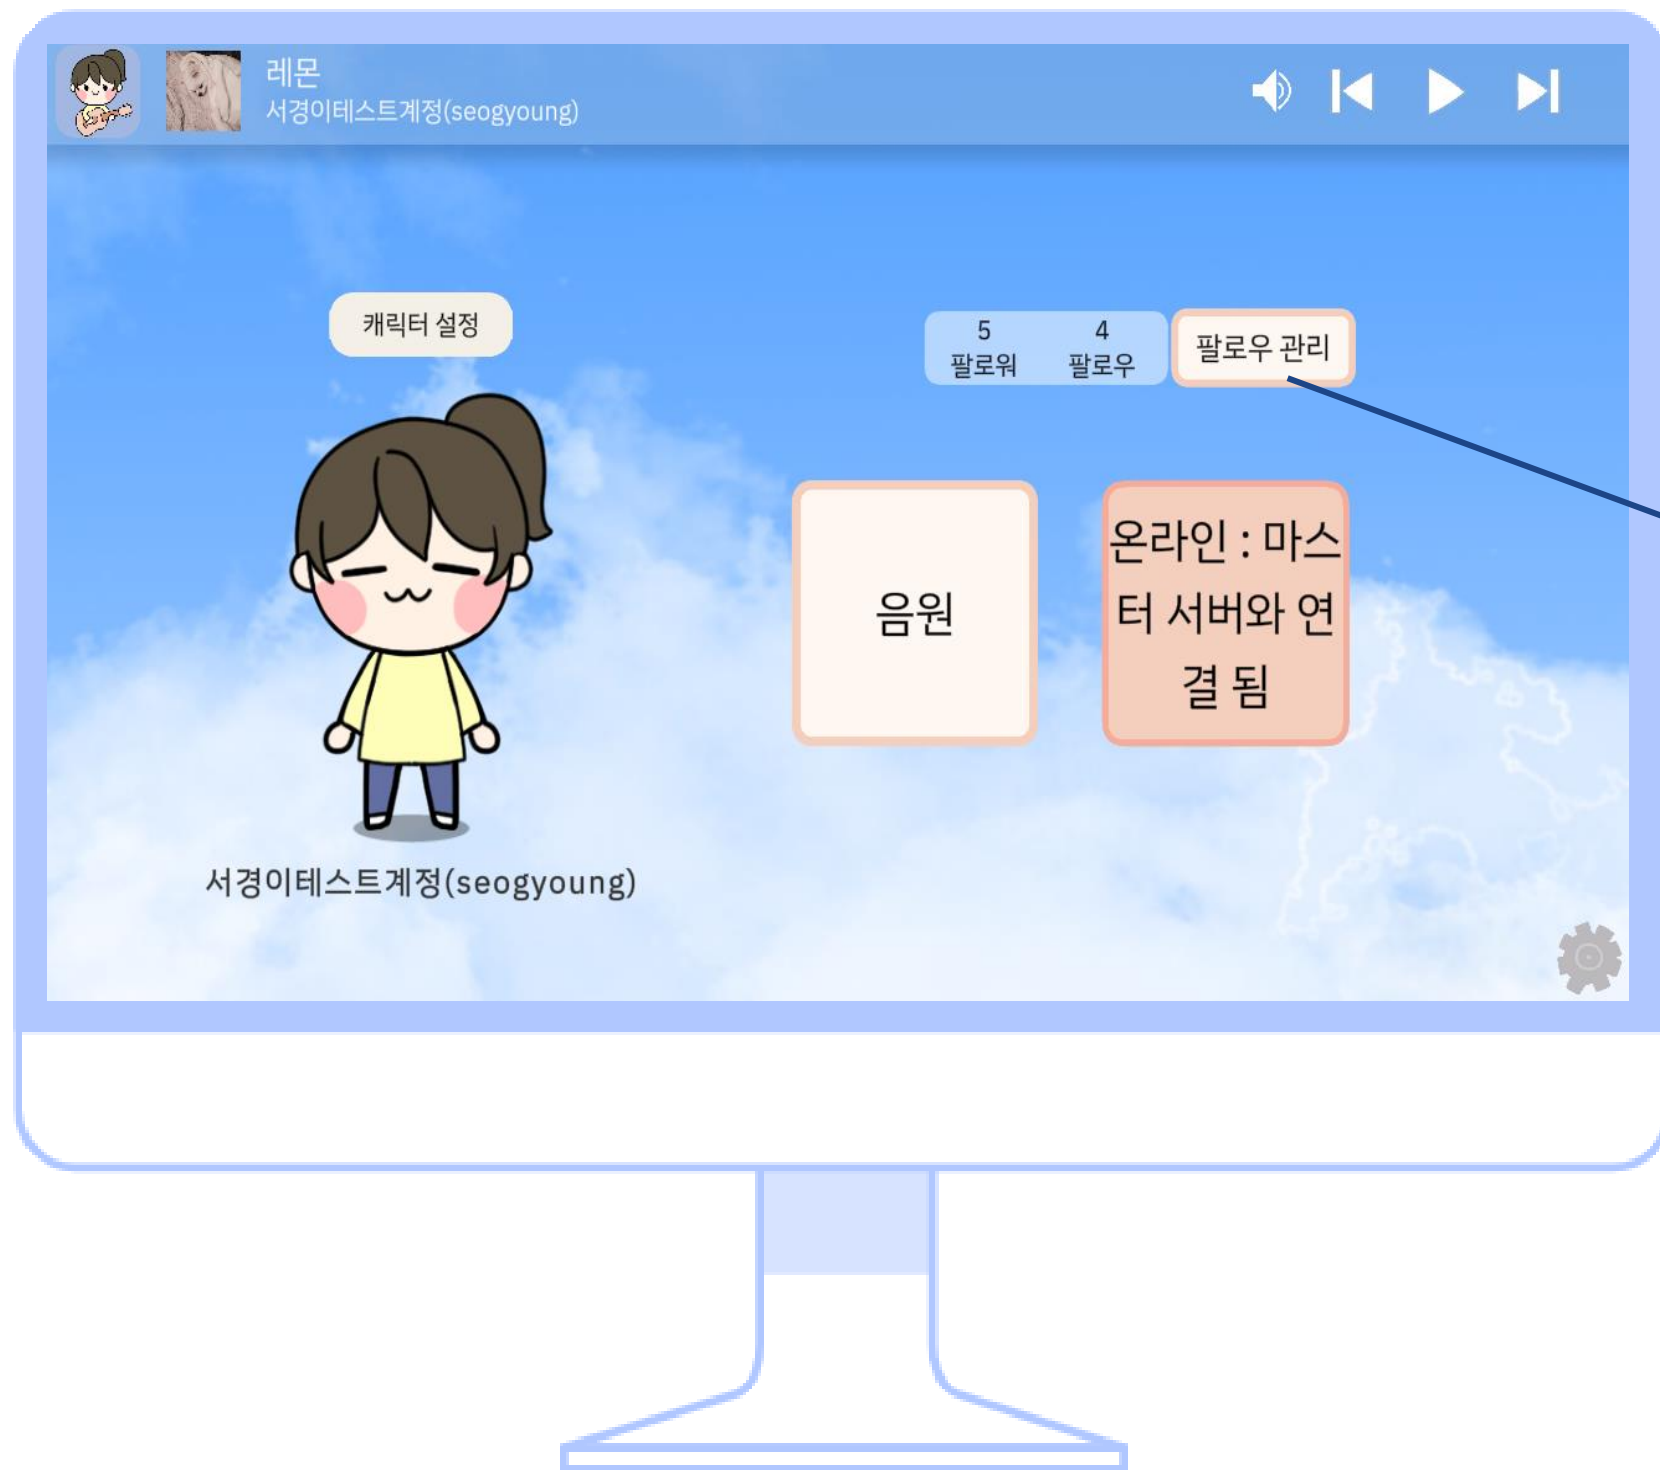 레몬
서경이테스트계정(seogyoung)
캐릭터 설정
5
팔로워
4
팔로우
팔로우 관리
음원
온라인 : 마스
터 서버와 연
결 됨
서경이테스트계정(seogyoung)